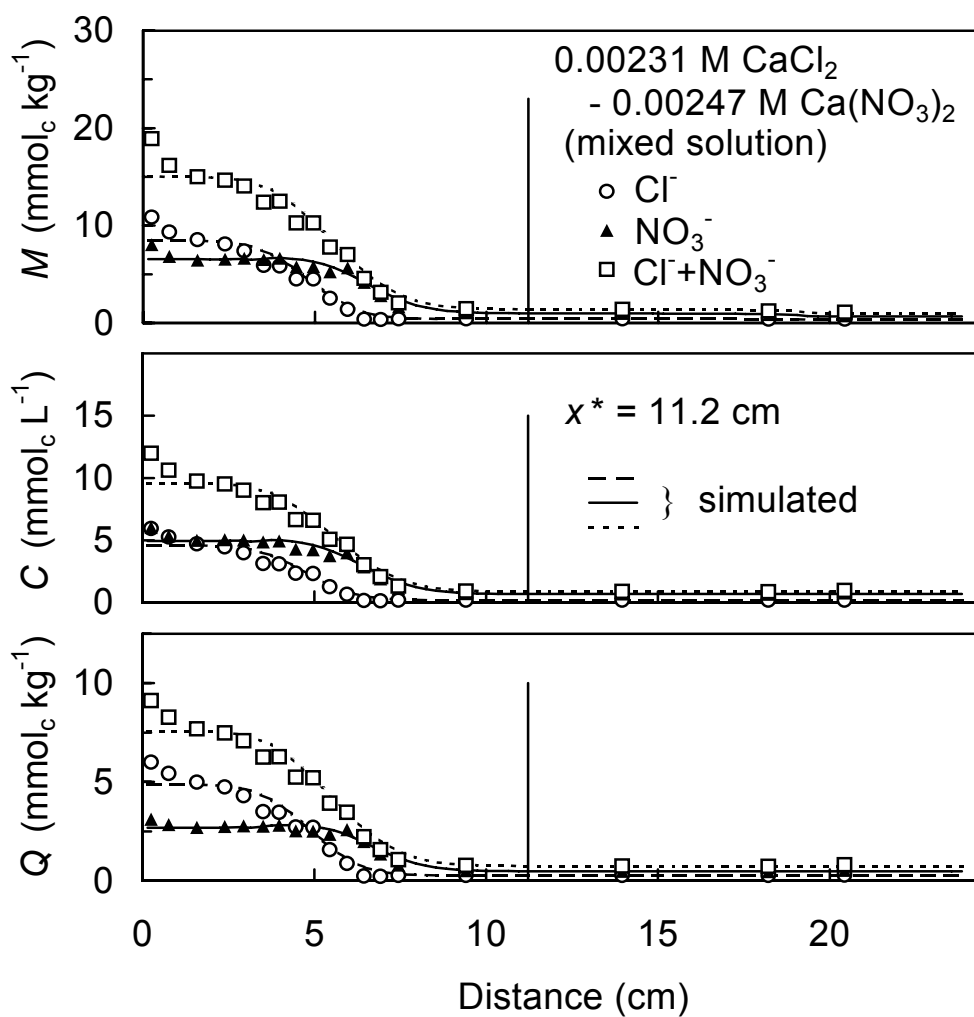 30
20
10
0
M (mmol_c kg⁻¹)
0.00231 M CaCl₂
- 0.00247 M Ca(NO₃)₂
(mixed solution)
Cl⁻
NO₃⁻
Cl⁻+NO₃⁻
15
10
5
0
C (mmol_c L⁻¹)
x* = 11.2 cm
} simulated
10
5
0
Q (mmol_c kg⁻¹)
0 5 10 15 20
Distance (cm)